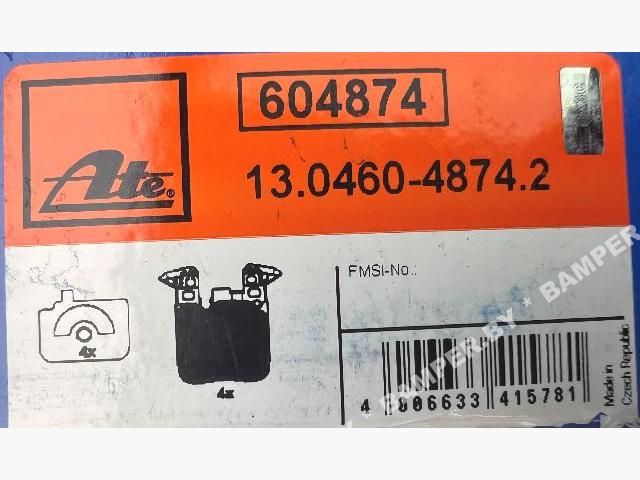 604874
Ate®
13.0460-4874.2
FMSI-No.:
4x
4x
4 006633 415781
Made in
Czech Republic
BAMPER.BY * BAMPER